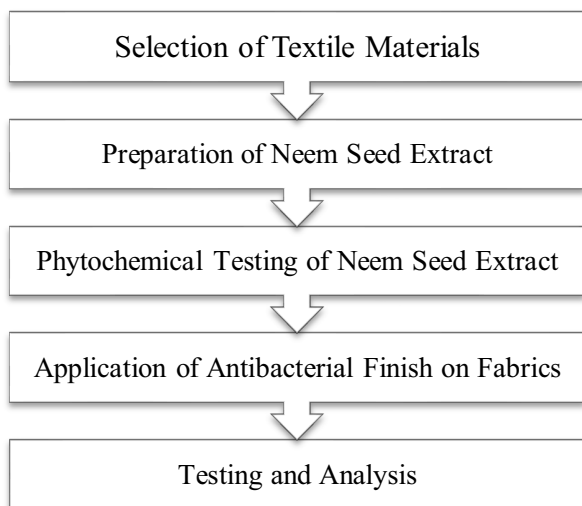 Selection of Textile Materials
Preparation of Neem Seed Extract
Phytochemical Testing of Neem Seed Extract
Application of Antibacterial Finish on Fabrics
Testing and Analysis